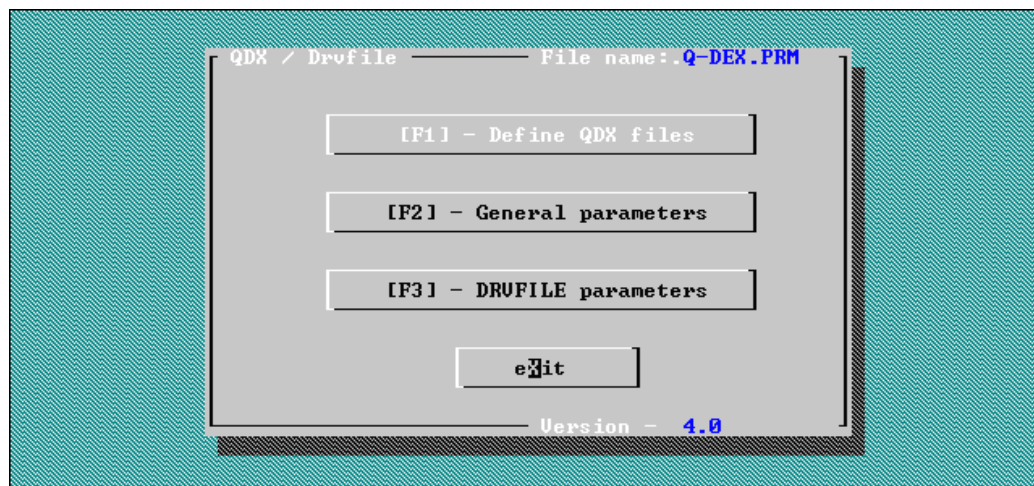 QDX / Drvfile File name:.Q-DEX.PRM
[F1] - Define QDX files
[F2] - General parameters
[F3] - DRVFILE parameters
eXit
Version - 4.0